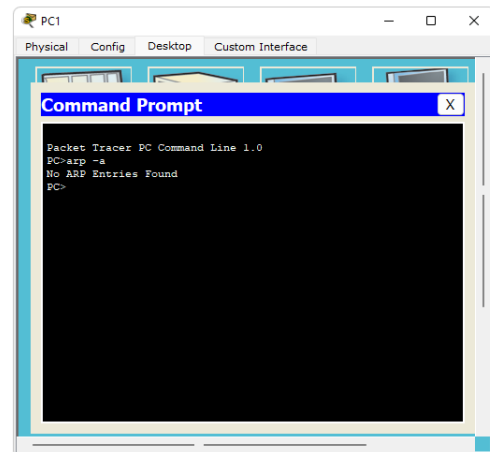 PC1
Physical Config Desktop Custom Interface
Command Prompt X
Packet Tracer PC Command Line 1.0
PC>arp -a
No ARP Entries Found
PC>